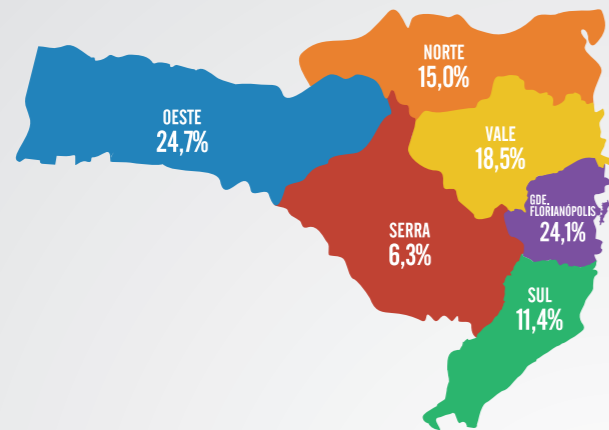 NORTE
15,0%
OESTE
24,7%
VALE
18,5%
GDE.
FLORIANÓPOLIS
24,1%
SERRA
6,3%
SUL
11,4%